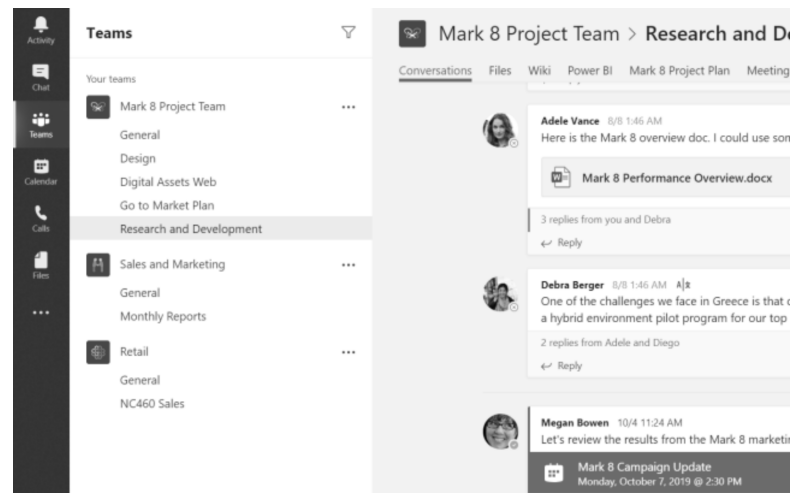 Activity
Chat
Teams
Calendar
Calls
Files
Teams
Your teams
Mark 8 Project Team
General
Design
Digital Assets Web
Go to Market Plan
Research and Development
Sales and Marketing
General
Monthly Reports
Retail
General
NC460 Sales
Mark 8 Project Team > Research and De
Conversations Files Wiki Power BI Mark 8 Project Plan Meeting
Adele Vance 8/8 1:46 AM
Here is the Mark 8 overview doc. I could use som
Mark 8 Performance Overview.docx
3 replies from you and Debra
Reply
Debra Berger 8/8 1:46 AM
One of the challenges we face in Greece is that
a hybrid environment pilot program for our top
2 replies from Adele and Diego
Reply
Megan Bowen 10/4 11:24 AM
Let's review the results from the Mark 8 marketi
Mark 8 Campaign Update
Monday, October 7, 2019 @ 2:30 PM